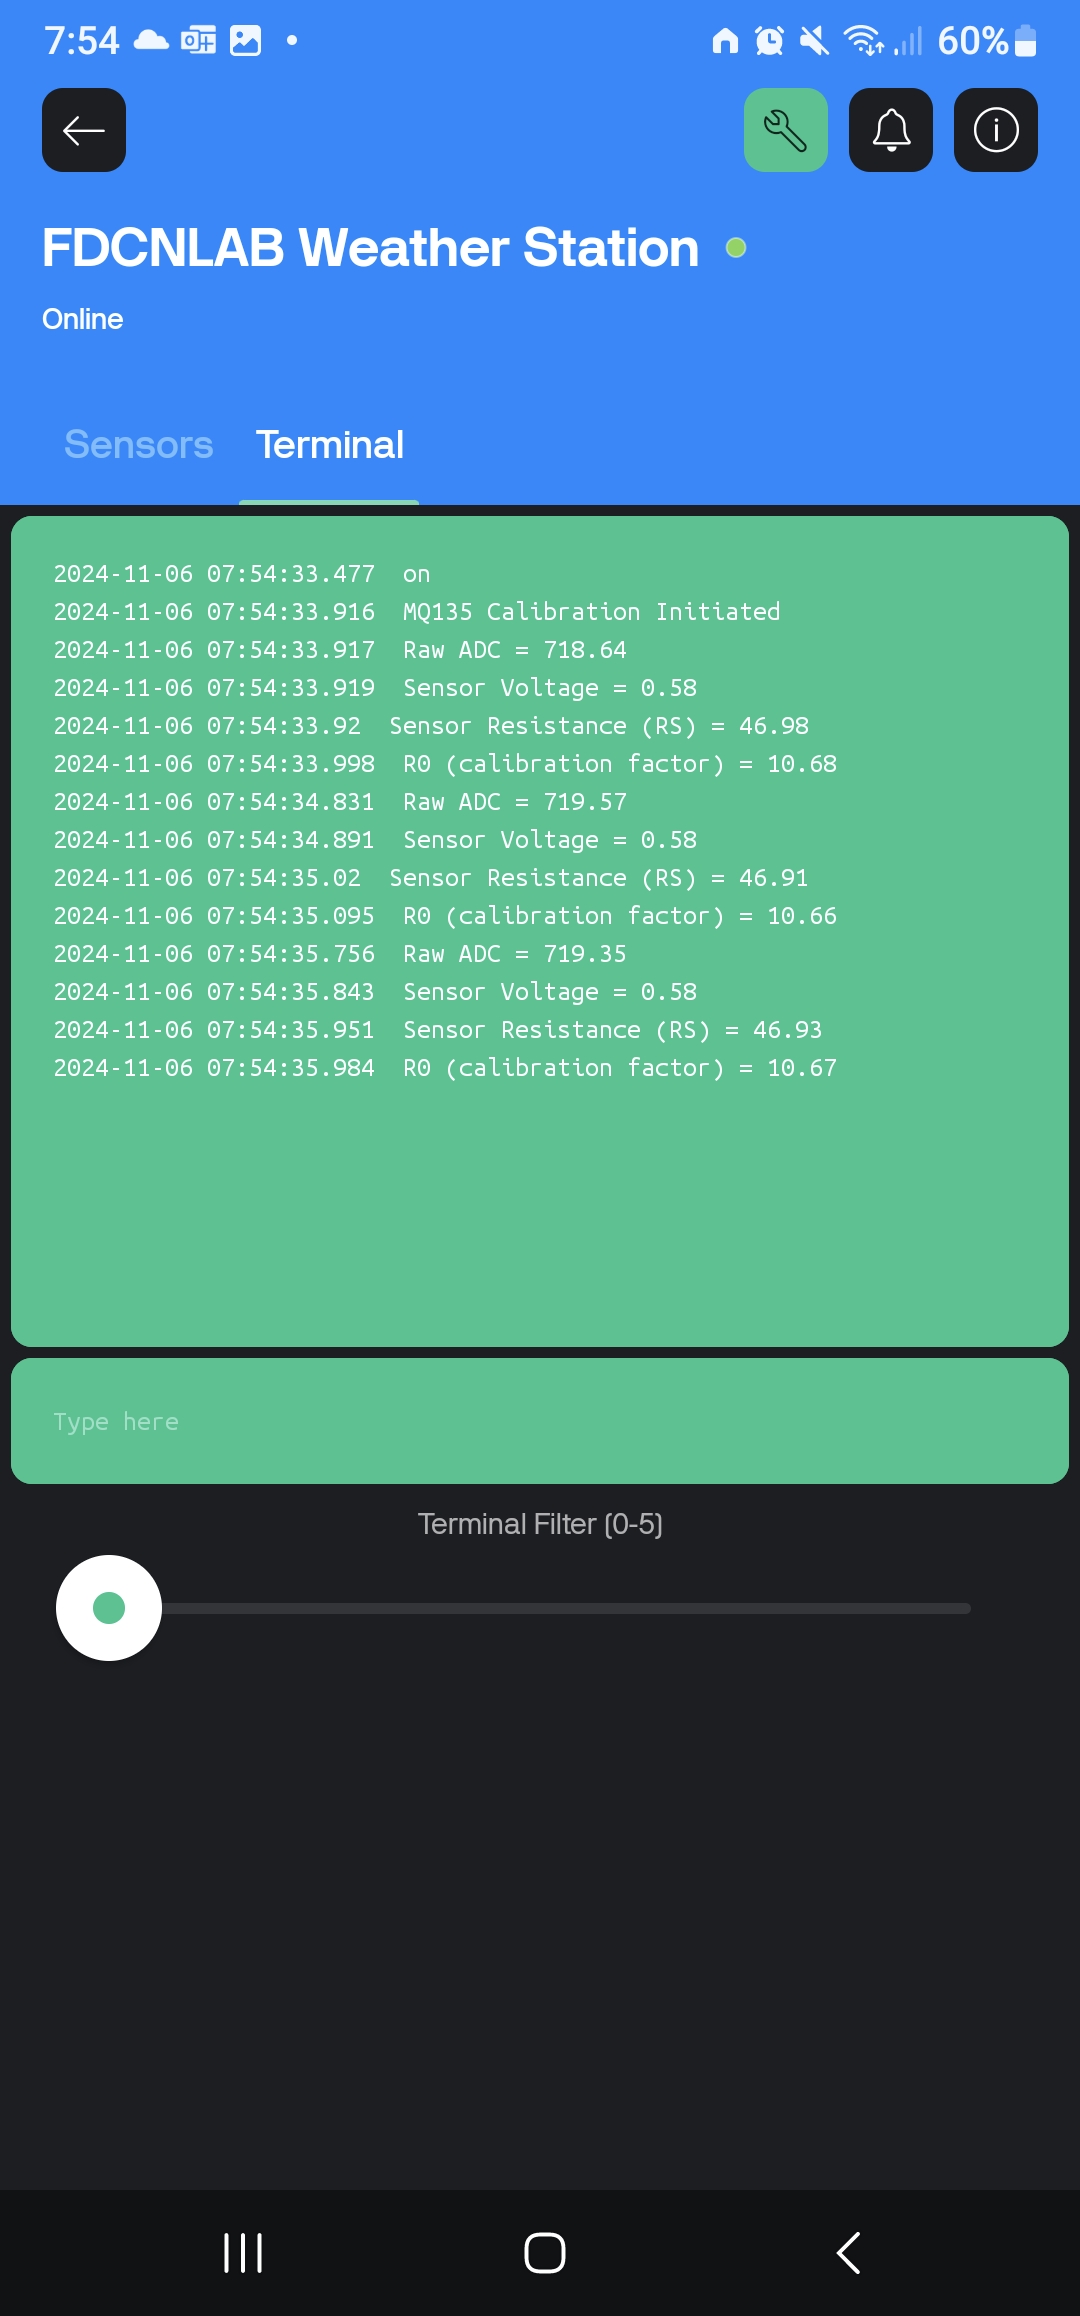 7:54 60%
FDCNLAB Weather Station
Online
Sensors Terminal
2024-11-06 07:54:33.477 on
2024-11-06 07:54:33.916 MQ135 Calibration Initiated
2024-11-06 07:54:33.917 Raw ADC = 718.64
2024-11-06 07:54:33.919 Sensor Voltage = 0.58
2024-11-06 07:54:33.92 Sensor Resistance (RS) = 46.98
2024-11-06 07:54:33.998 R0 (calibration factor) = 10.68
2024-11-06 07:54:34.831 Raw ADC = 719.57
2024-11-06 07:54:34.891 Sensor Voltage = 0.58
2024-11-06 07:54:35.02 Sensor Resistance (RS) = 46.91
2024-11-06 07:54:35.095 R0 (calibration factor) = 10.66
2024-11-06 07:54:35.756 Raw ADC = 719.35
2024-11-06 07:54:35.843 Sensor Voltage = 0.58
2024-11-06 07:54:35.951 Sensor Resistance (RS) = 46.93
2024-11-06 07:54:35.984 R0 (calibration factor) = 10.67
Type here
Terminal Filter (0-5)